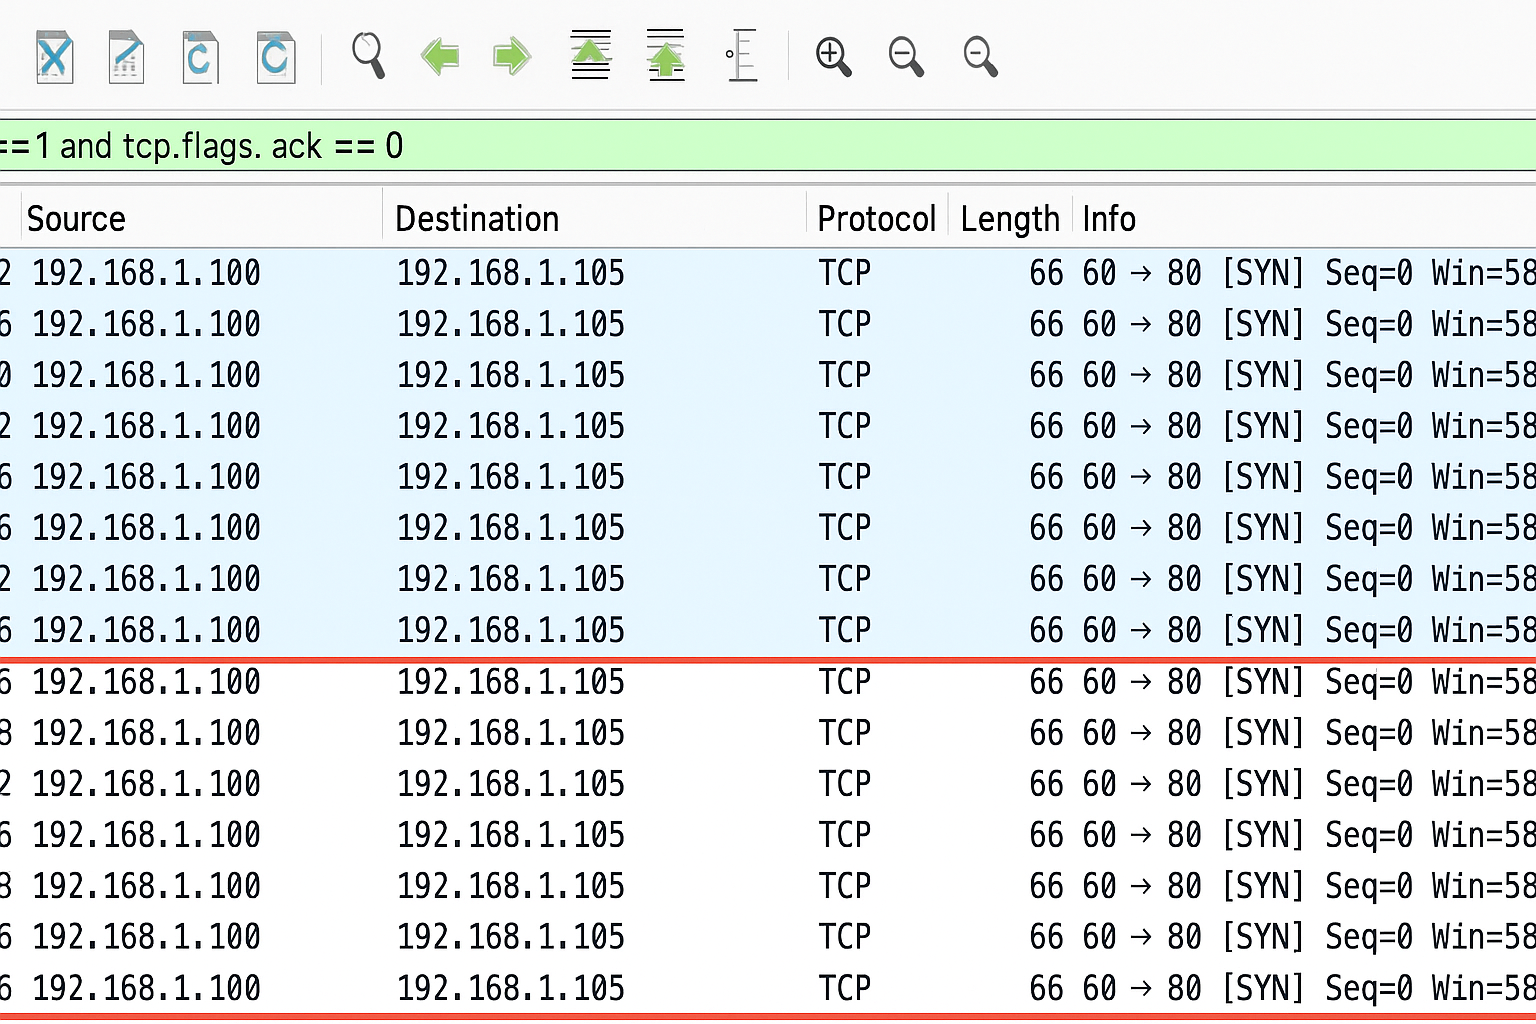 ==1 and tcp.flags. ack == 0
Source Destination Protocol Length Info
2 192.168.1.100 192.168.1.105 TCP 66 60 → 80 [SYN] Seq=0 Win=58
6 192.168.1.100 192.168.1.105 TCP 66 60 → 80 [SYN] Seq=0 Win=58
0 192.168.1.100 192.168.1.105 TCP 66 60 → 80 [SYN] Seq=0 Win=58
2 192.168.1.100 192.168.1.105 TCP 66 60 → 80 [SYN] Seq=0 Win=58
6 192.168.1.100 192.168.1.105 TCP 66 60 → 80 [SYN] Seq=0 Win=58
6 192.168.1.100 192.168.1.105 TCP 66 60 → 80 [SYN] Seq=0 Win=58
2 192.168.1.100 192.168.1.105 TCP 66 60 → 80 [SYN] Seq=0 Win=58
6 192.168.1.100 192.168.1.105 TCP 66 60 → 80 [SYN] Seq=0 Win=58
6 192.168.1.100 192.168.1.105 TCP 66 60 → 80 [SYN] Seq=0 Win=58
8 192.168.1.100 192.168.1.105 TCP 66 60 → 80 [SYN] Seq=0 Win=58
2 192.168.1.100 192.168.1.105 TCP 66 60 → 80 [SYN] Seq=0 Win=58
6 192.168.1.100 192.168.1.105 TCP 66 60 → 80 [SYN] Seq=0 Win=58
8 192.168.1.100 192.168.1.105 TCP 66 60 → 80 [SYN] Seq=0 Win=58
6 192.168.1.100 192.168.1.105 TCP 66 60 → 80 [SYN] Seq=0 Win=58
6 192.168.1.100 192.168.1.105 TCP 66 60 → 80 [SYN] Seq=0 Win=58